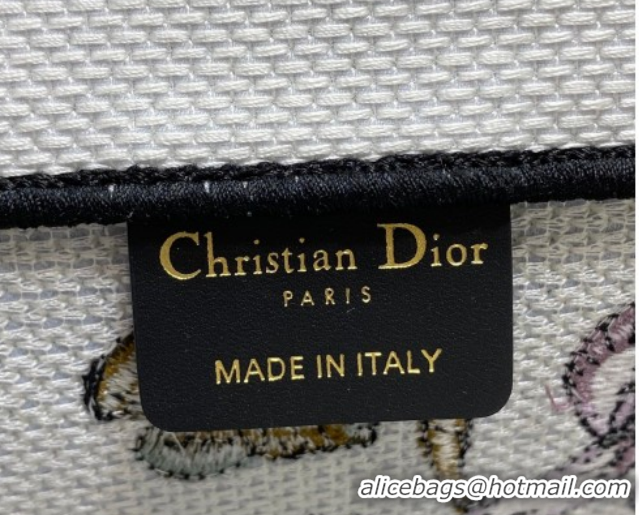 Christian Dior
PARIS
MADE IN ITALY
alicebags@hotmail.com